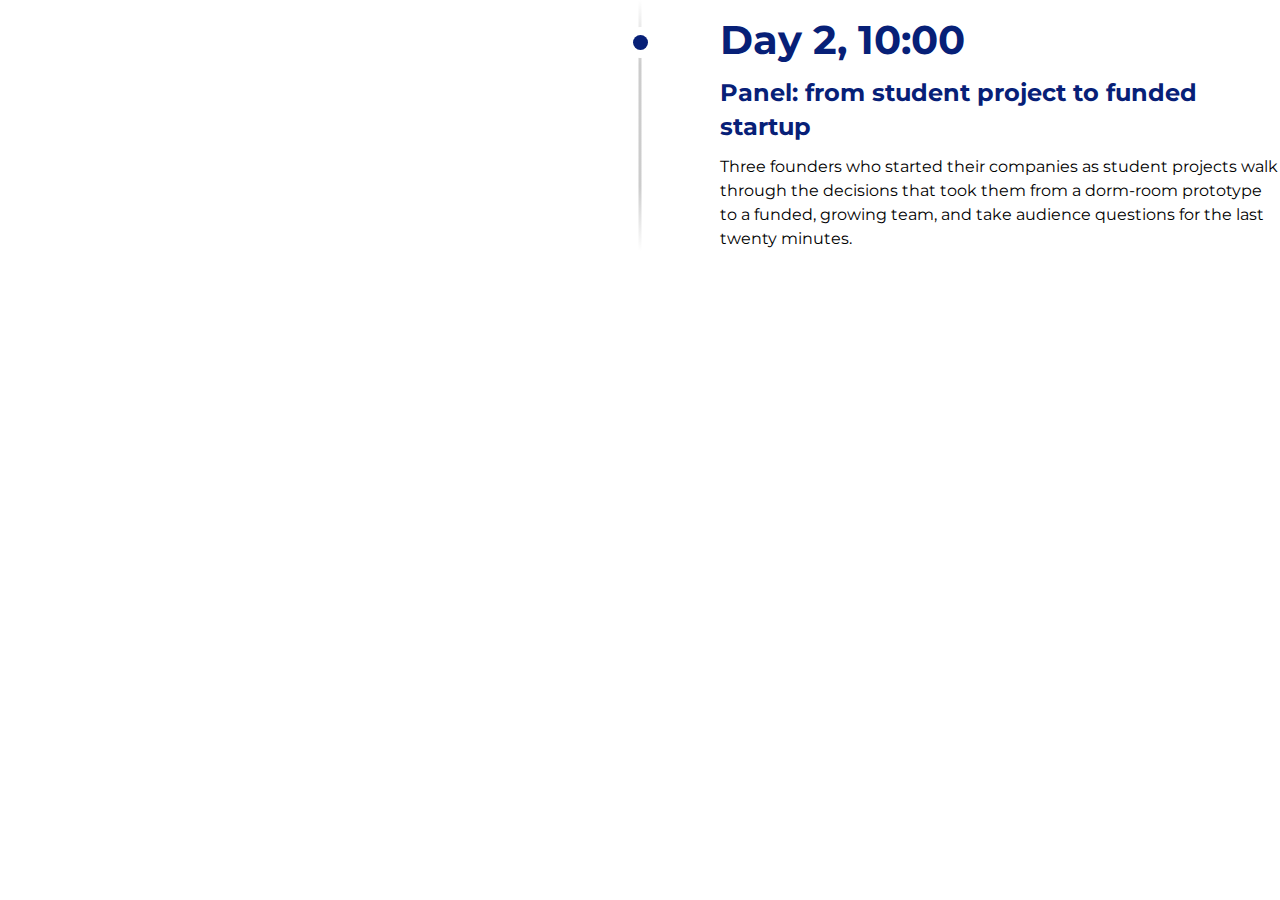 Day 2, 10:00
Panel: from student project to funded
startup
Three founders who started their companies as student projects walk
through the decisions that took them from a dorm-room prototype
to a funded, growing team, and take audience questions for the last
twenty minutes.